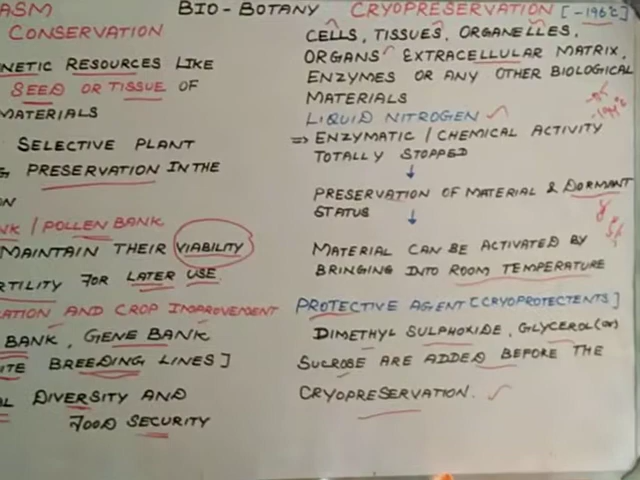 ASM BIO-BOTANY CRYOPRESERVATION [-196°C]
CONSERVATION
NETIC RESOURCES LIKE
SEED OR TISSUE OF
MATERIALS
SELECTIVE PLANT
G PRESERVATION IN THE
ON
NK / POLLEN BANK
MAINTAIN THEIR VIABILITY
RTILITY FOR LATER USE
ATION AND CROP IMPROVEMENT
BANK, GENE BANK
ITE BREEDING LINES]
AL DIVERSITY AND
FOOD SECURITY
CELLS, TISSUES, ORGANELLES,
ORGANS EXTRACELLULAR MATRIX,
ENZYMES OR ANY OTHER BIOLOGICAL
MATERIALS
LIQUID NITROGEN
⇒ ENZYMATIC / CHEMICAL ACTIVITY
TOTALLY STOPPED
↓
PRESERVATION OF MATERIAL & DORMANT
STATUS ↓
MATERIAL CAN BE ACTIVATED BY
BRINGING INTO ROOM TEMPERATURE
PROTECTIVE AGENT [CRYOPROTECTENTS]
DIMETHYL SULPHOXIDE, GLYCEROL (OR)
SUCROSE ARE ADDED BEFORE THE
CRYOPRESERVATION.